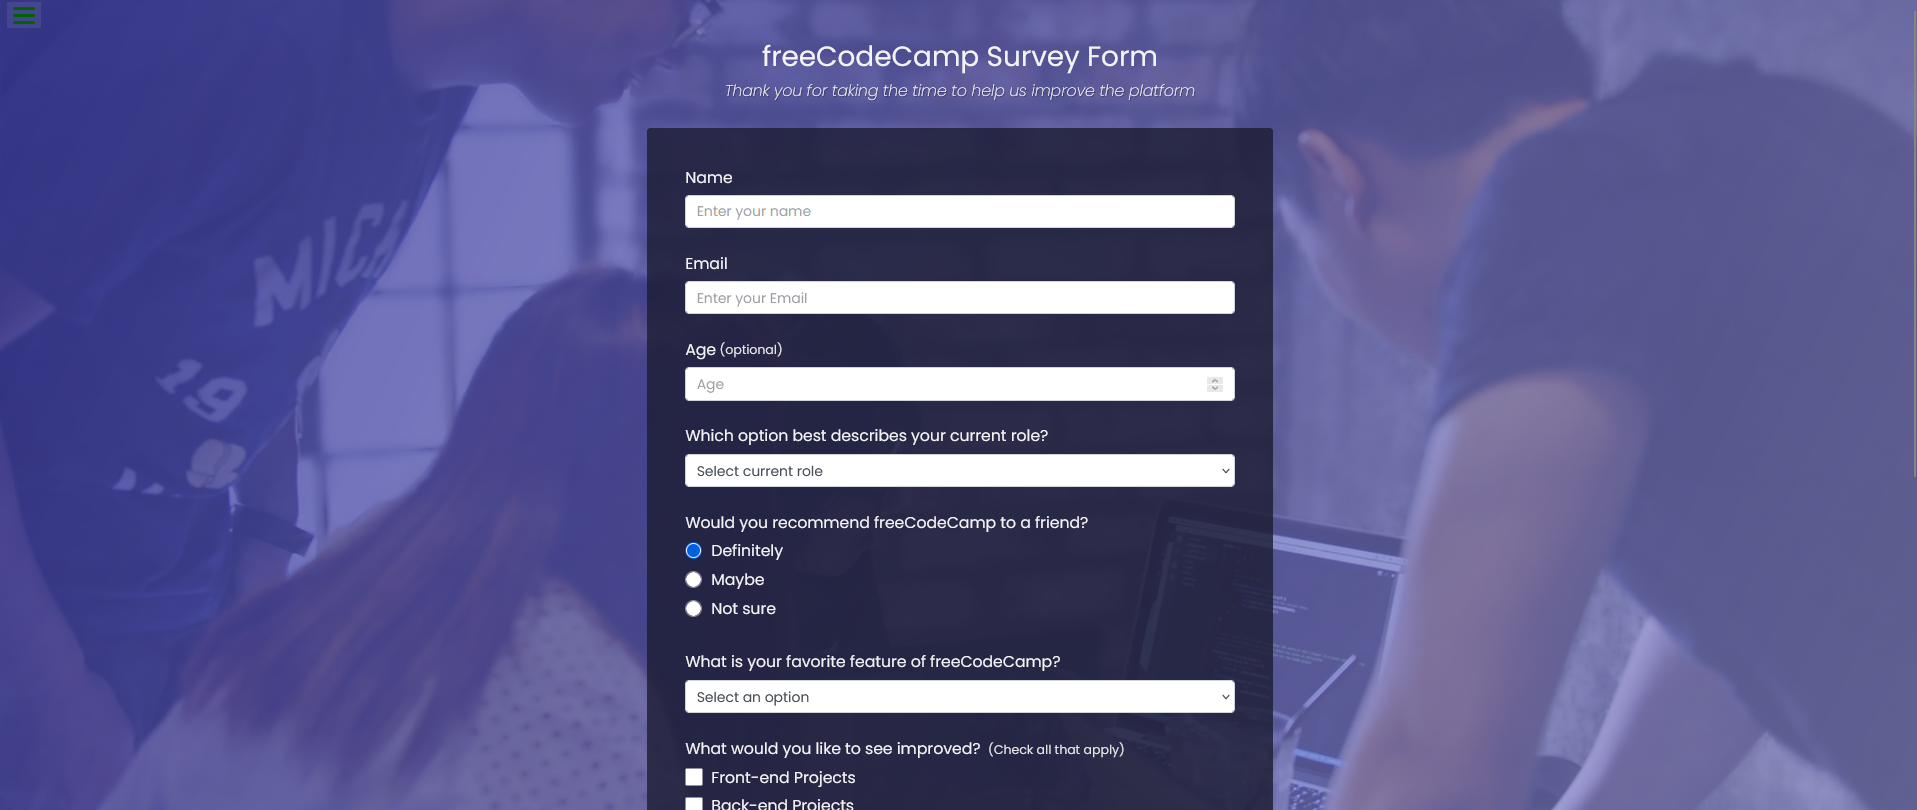 freeCodeCamp Survey Form
Thank you for taking the time to help us improve the platform
Name
Enter your name
Email
Enter your Email
Age (optional)
Age
Which option best describes your current role?
Select current role
Would you recommend freeCodeCamp to a friend?
Definitely
Maybe
Not sure
What is your favorite feature of freeCodeCamp?
Select an option
What would you like to see improved? (Check all that apply)
Front-end Projects
Back-end Projects
MICH
19